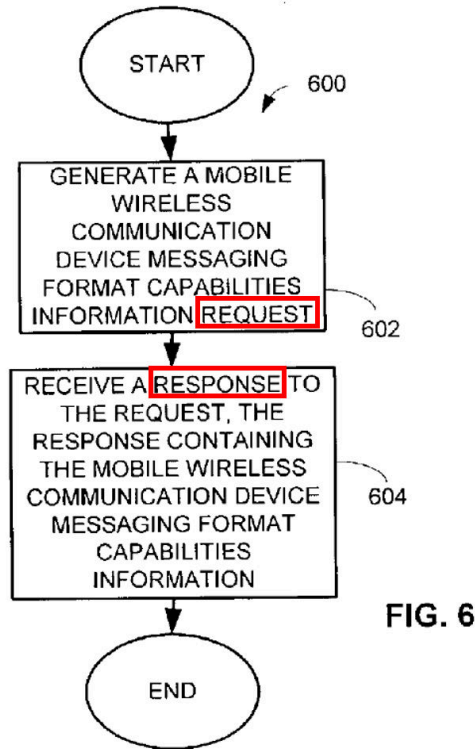 START
600
GENERATE A MOBILE
WIRELESS
COMMUNICATION
DEVICE MESSAGING
FORMAT CAPABILITIES
INFORMATION REQUEST
602
RECEIVE A RESPONSE TO
THE REQUEST, THE
RESPONSE CONTAINING
THE MOBILE WIRELESS
COMMUNICATION DEVICE
MESSAGING FORMAT
CAPABILITIES
INFORMATION
604
FIG. 6
END